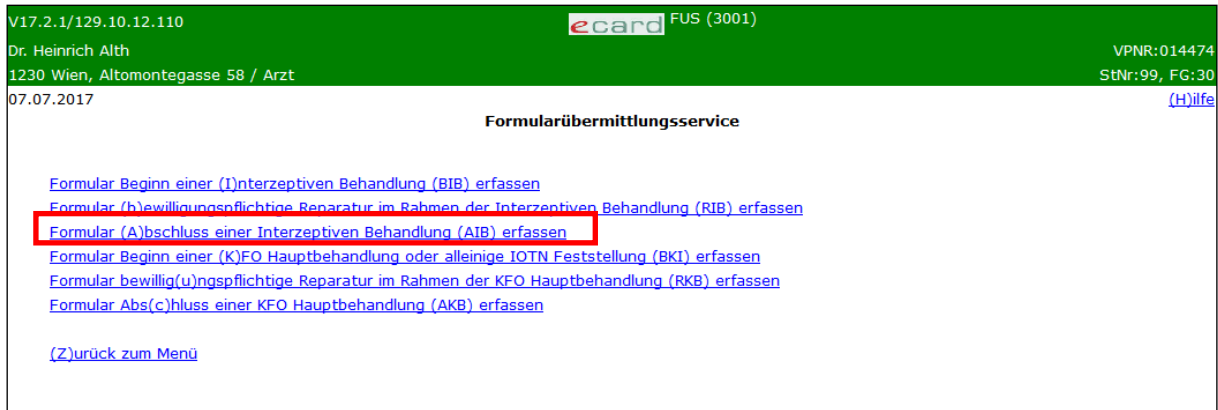 V17.2.1/129.10.12.110 ecard FUS (3001)
Dr. Heinrich Alth VPNR:014474
1230 Wien, Altomontegasse 58 / Arzt StNr:99, FG:30
07.07.2017 (H)ilfe
Formularübermittlungsservice
Formular Beginn einer (I)nterzeptiven Behandlung (BIB) erfassen
Formular (b)ewilligungspflichtige Reparatur im Rahmen der Interzeptiven Behandlung (RIB) erfassen
Formular (A)bschluss einer Interzeptiven Behandlung (AIB) erfassen
Formular Beginn einer (K)FO Hauptbehandlung oder alleinige IOTN Feststellung (BKI) erfassen
Formular bewillig(u)ngspflichtige Reparatur im Rahmen der KFO Hauptbehandlung (RKB) erfassen
Formular Abs(c)hluss einer KFO Hauptbehandlung (AKB) erfassen
(Z)urück zum Menü